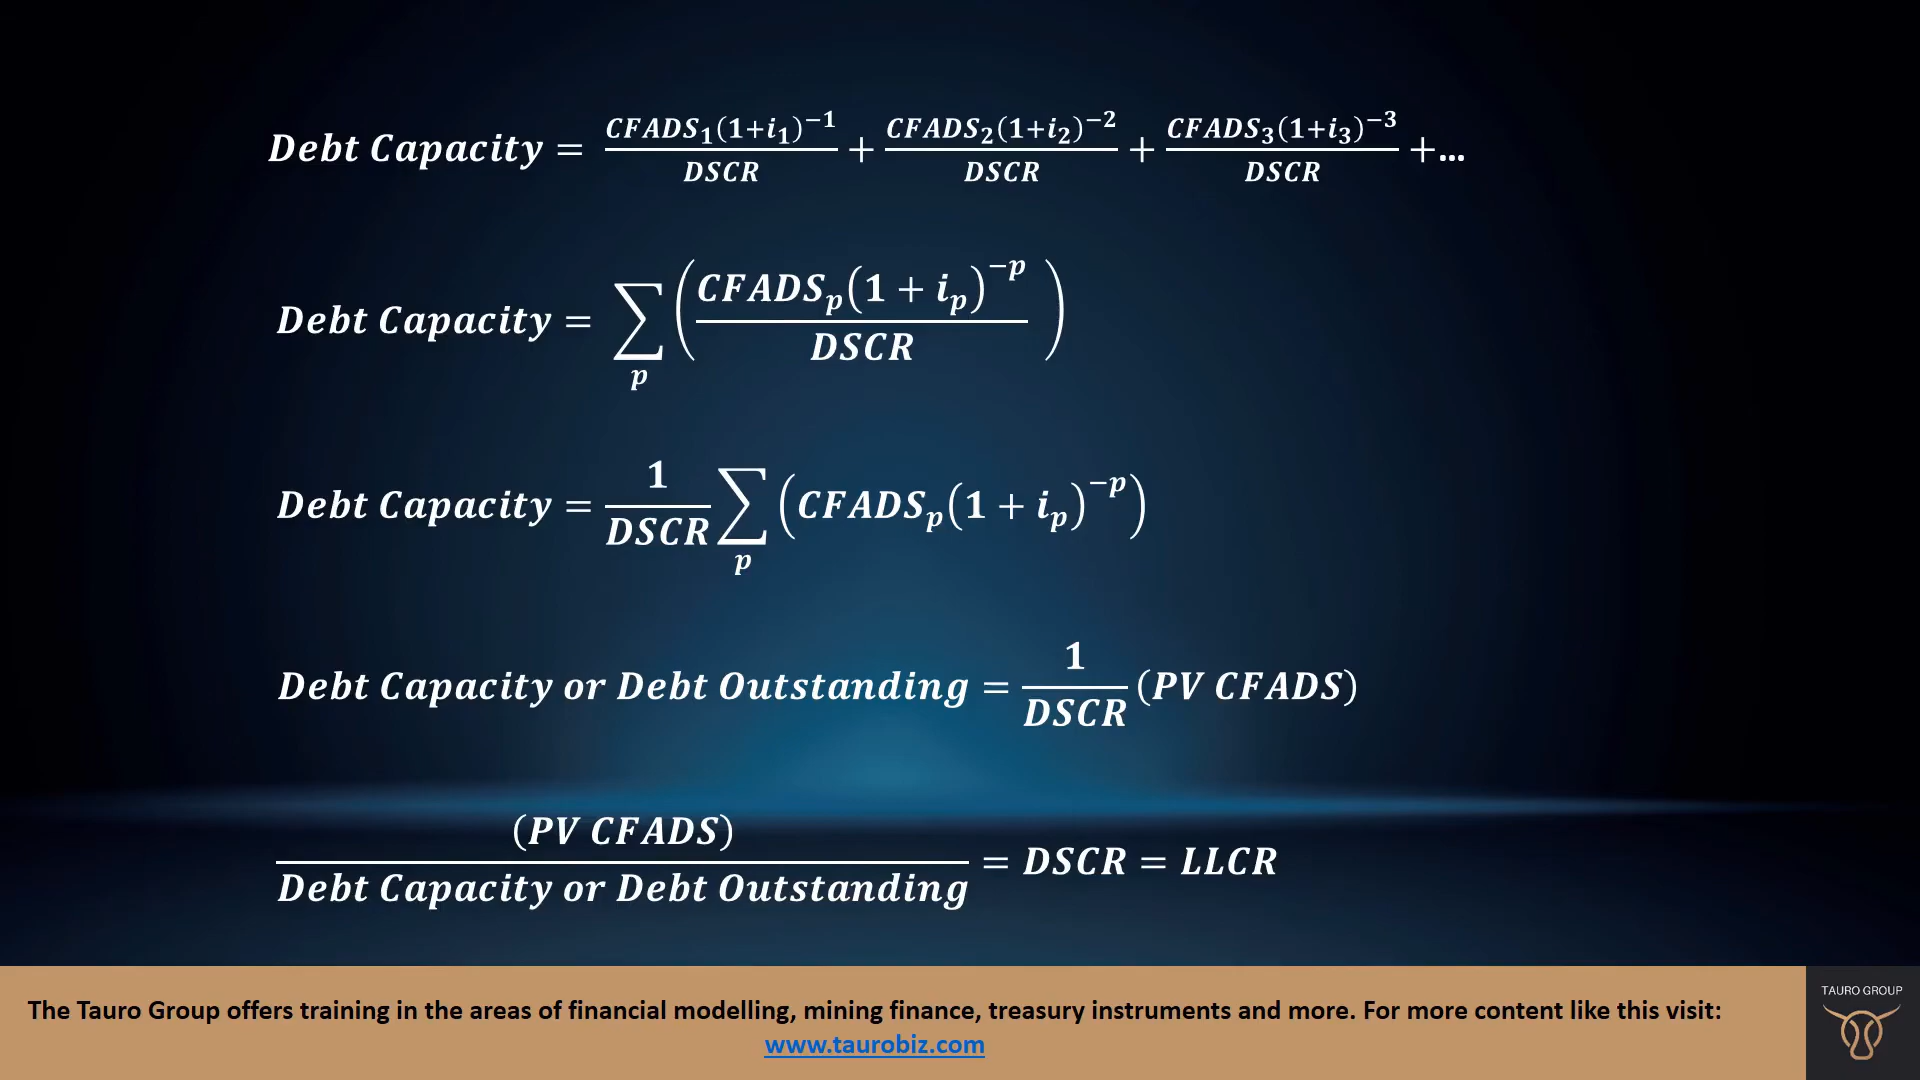 Debt Capacity = CFADS₁(1+i₁)⁻¹/DSCR + CFADS₂(1+i₂)⁻²/DSCR + CFADS₃(1+i₃)⁻³/DSCR +...
Debt Capacity = ∑ₚ (CFADSₚ(1 + iₚ)⁻ᵖ / DSCR)
Debt Capacity = 1/DSCR ∑ₚ (CFADSₚ(1 + iₚ)⁻ᵖ)
Debt Capacity or Debt Outstanding = 1/DSCR (PV CFADS)
(PV CFADS) / Debt Capacity or Debt Outstanding = DSCR = LLCR
The Tauro Group offers training in the areas of financial modelling, mining finance, treasury instruments and more. For more content like this visit:
www.taurobiz.com
TAURO GROUP